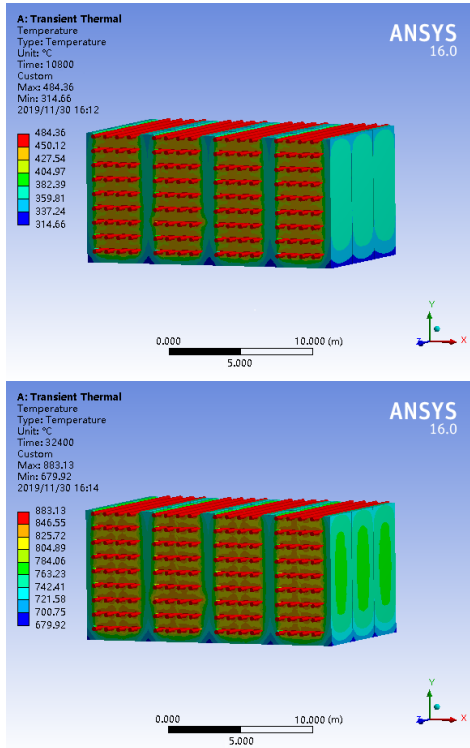 A: Transient Thermal
Temperature
Type: Temperature
Unit: °C
Time: 10800
Custom
Max: 484.36
Min: 314.66
2019/11/30 16:12
ANSYS
16.0
484.36
450.12
427.54
404.97
382.39
359.81
337.24
314.66
0.000
10.000 (m)
5.000
Y
Z
X
A: Transient Thermal
Temperature
Type: Temperature
Unit: °C
Time: 32400
Custom
Max: 883.13
Min: 679.92
2019/11/30 16:14
ANSYS
16.0
883.13
846.55
825.72
804.89
784.06
763.23
742.41
721.58
700.75
679.92
0.000
10.000 (m)
5.000
Y
Z
X